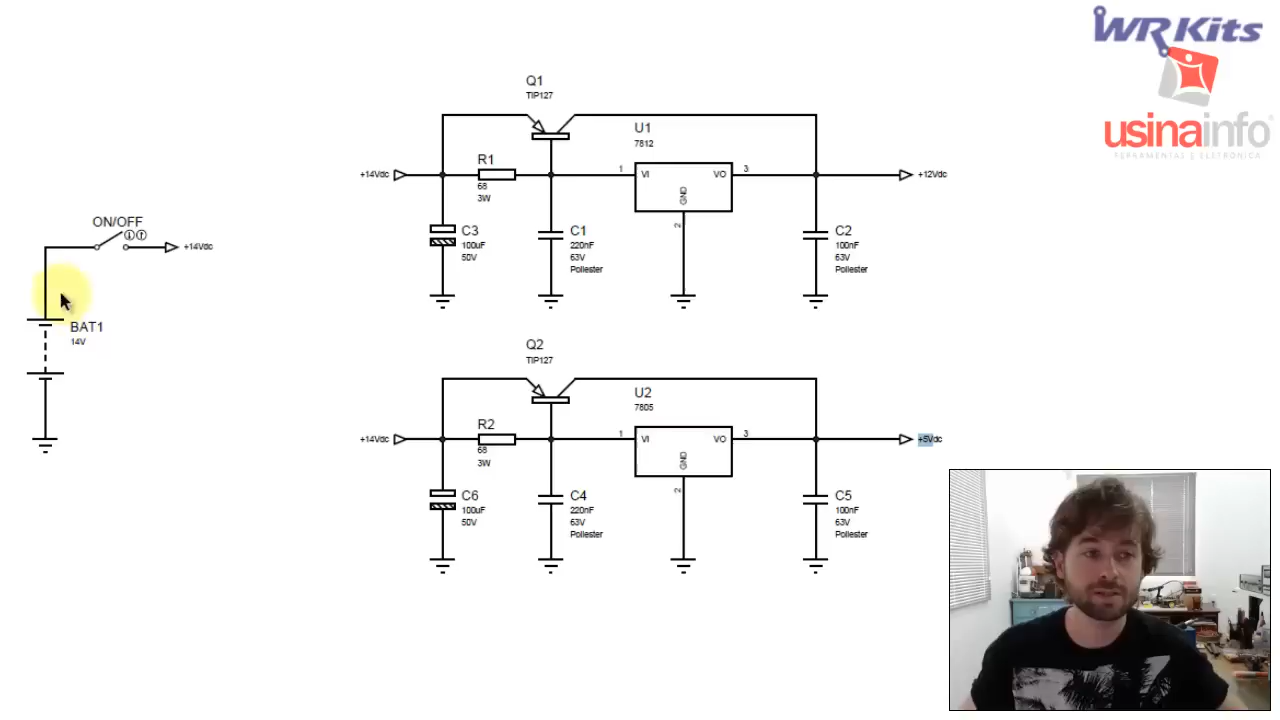 WRKits
usinainfo
FERRAMENTAS E ELETRÔNICA
ON/OFF
+14Vdc
BAT1
14V
Q1
TIP127
U1
7812
R1
68
3W
+14Vdc
1
VI
VO
GND
3
2
+12Vdc
C3
100uF
50V
C1
220nF
63V
Poliester
C2
100nF
63V
Poliester
Q2
TIP127
U2
7805
R2
68
3W
+14Vdc
1
VI
VO
GND
3
2
+5Vdc
C6
100uF
50V
C4
220nF
63V
Poliester
C5
100nF
63V
Poliester